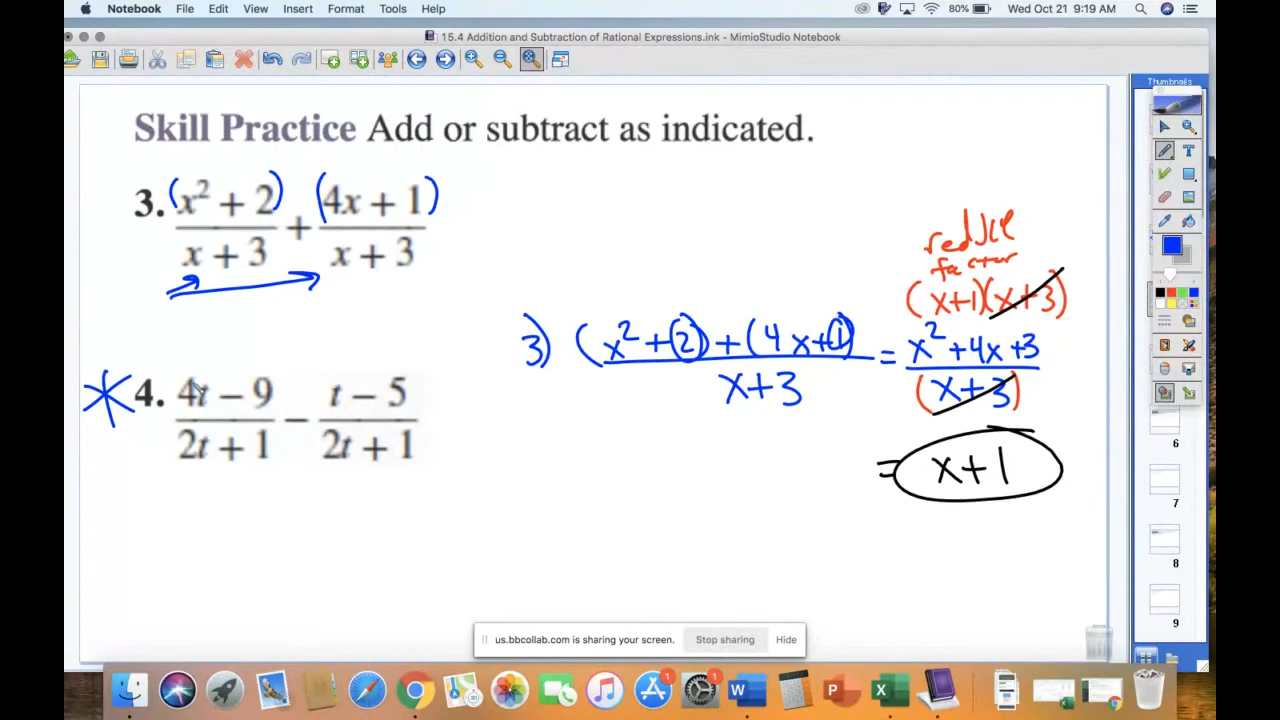 Notebook File Edit View Insert Format Tools Help 80% Wed Oct 21 9:19 AM
15.4 Addition and Subtraction of Rational Expressions.ink - MimioStudio Notebook
Thumbnails
Skill Practice Add or subtract as indicated.
3. (x² + 2) / (x + 3) + (4x + 1) / (x + 3)
reduce
factor
(x+1)(x+3)
3) (x² + 2) + (4x + 1) / x+3 = x² + 4x + 3 / (x+3)
= x+1
* 4. 4t − 9 / 2t + 1 − t − 5 / 2t + 1
6
7
8
9
us.bbcollab.com is sharing your screen. Stop sharing Hide
1 1 W P X